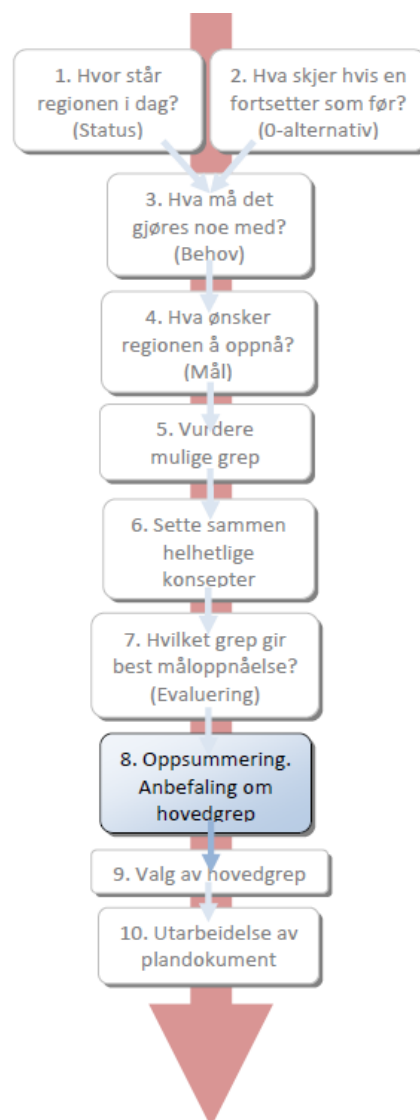 1. Hvor står
regionen i dag?
(Status)
2. Hva skjer hvis en
fortsetter som før?
(0-alternativ)
3. Hva må det
gjøres noe med?
(Behov)
4. Hva ønsker
regionen å oppnå?
(Mål)
5. Vurdere
mulige grep
6. Sette sammen
helhetlige
konsepter
7. Hvilket grep gir
best måloppnåelse?
(Evaluering)
8. Oppsummering.
Anbefaling om
hovedgrep
9. Valg av hovedgrep
10. Utarbeidelse av
plandokument